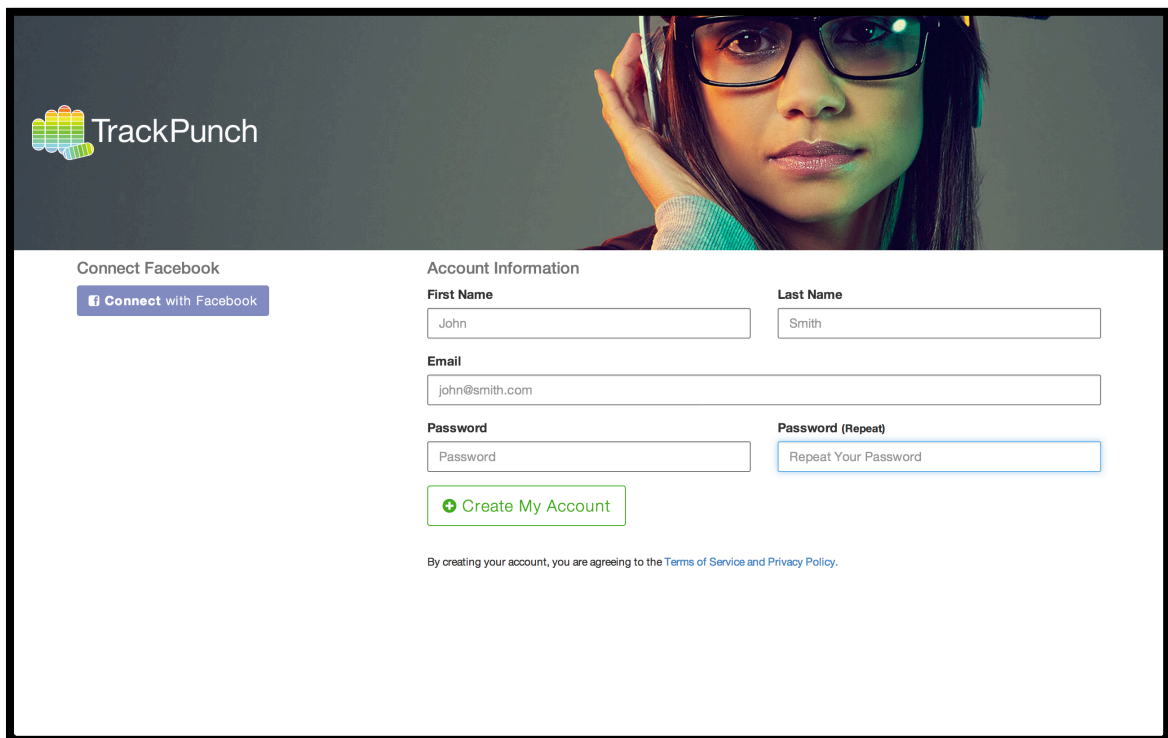 TrackPunch
Connect Facebook
Connect with Facebook
Account Information
First Name
Last Name
John
Smith
Email
john@smith.com
Password
Password (Repeat)
Password
Repeat Your Password
Create My Account
By creating your account, you are agreeing to the Terms of Service and Privacy Policy.